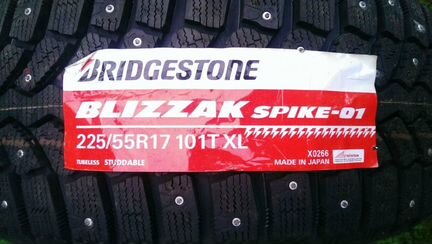 BRIDGESTONE
BLIZZAK SPIKE-01
225/55R17 101T XL
TUBELESS STUDDABLE
X0266
MADE IN JAPAN